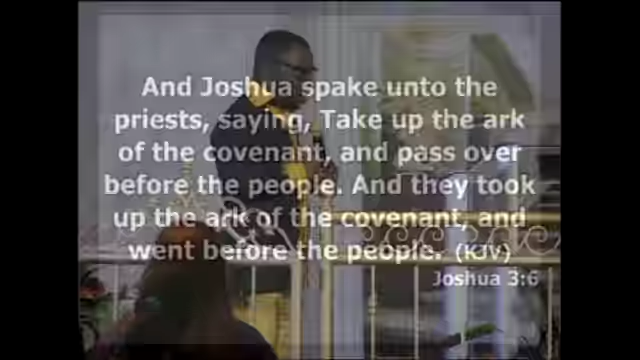 And Joshua spake unto the
priests, saying, Take up the ark
of the covenant, and pass over
before the people. And they took
up the ark of the covenant, and
went before the people. (KJV)
Joshua 3:6